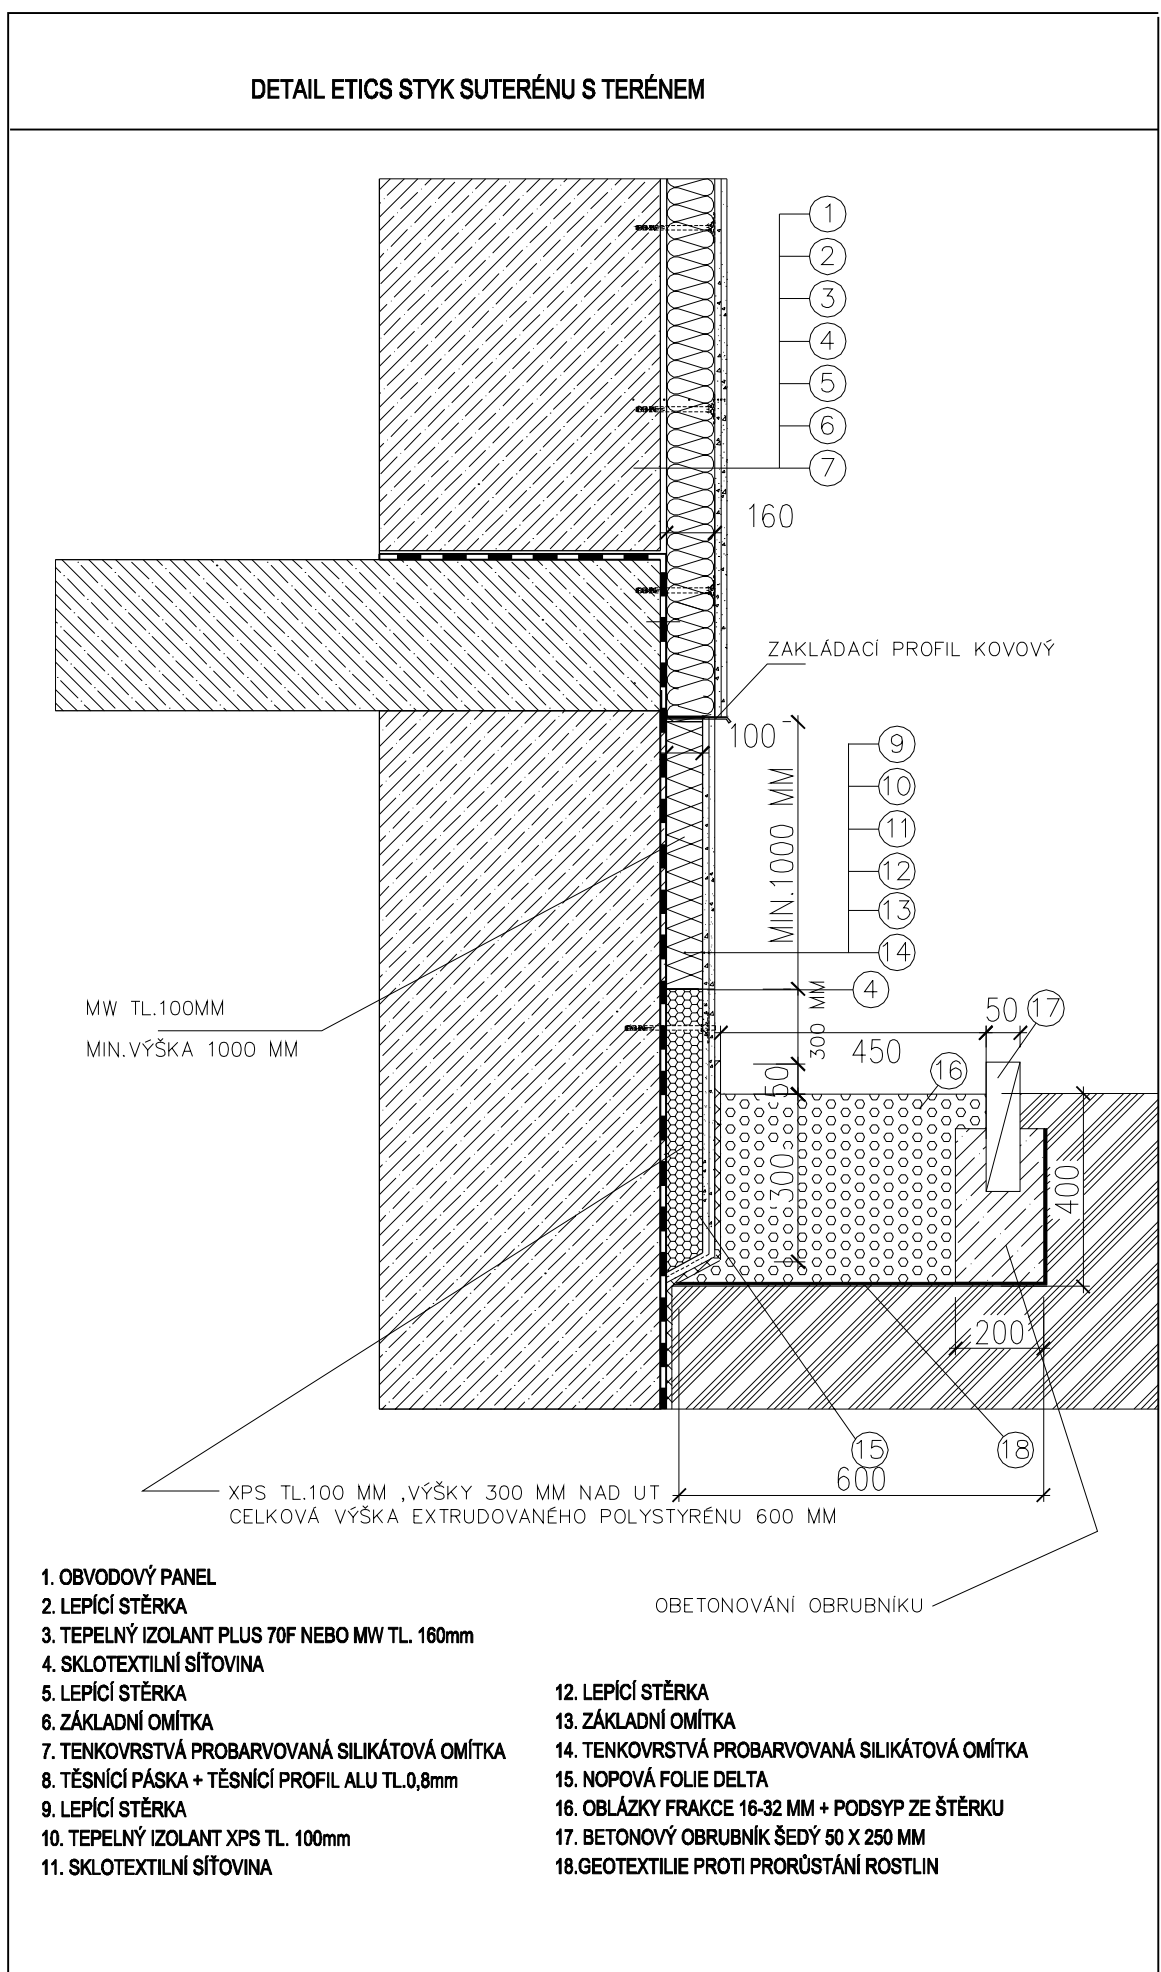 DETAIL ETICS STYK SUTERÉNU S TERÉNEM
1
2
3
4
5
6
7
160
ZAKLÁDACÍ PROFIL KOVOVÝ
100
MIN.1000 MM
9
10
11
12
13
14
4
MW TL.100MM
MIN.VÝŠKA 1000 MM
300 MM
50
17
450
50
16
300
400
200
15
18
600
XPS TL.100 MM ,VÝŠKY 300 MM NAD UT
CELKOVÁ VÝŠKA EXTRUDOVANÉHO POLYSTYRÉNU 600 MM
OBETONOVÁNÍ OBRUBNÍKU
1. OBVODOVÝ PANEL
2. LEPÍCÍ STĚRKA
3. TEPELNÝ IZOLANT PLUS 70F NEBO MW TL. 160mm
4. SKLOTEXTILNÍ SÍŤOVINA
5. LEPÍCÍ STĚRKA
6. ZÁKLADNÍ OMÍTKA
7. TENKOVRSTVÁ PROBARVOVANÁ SILIKÁTOVÁ OMÍTKA
8. TĚSNÍCÍ PÁSKA + TĚSNÍCÍ PROFIL ALU TL.0,8mm
9. LEPÍCÍ STĚRKA
10. TEPELNÝ IZOLANT XPS TL. 100mm
11. SKLOTEXTILNÍ SÍŤOVINA
12. LEPÍCÍ STĚRKA
13. ZÁKLADNÍ OMÍTKA
14. TENKOVRSTVÁ PROBARVOVANÁ SILIKÁTOVÁ OMÍTKA
15. NOPOVÁ FOLIE DELTA
16. OBLÁZKY FRAKCE 16-32 MM + PODSYP ZE ŠTĚRKU
17. BETONOVÝ OBRUBNÍK ŠEDÝ 50 X 250 MM
18.GEOTEXTILIE PROTI PRORŮSTÁNÍ ROSTLIN